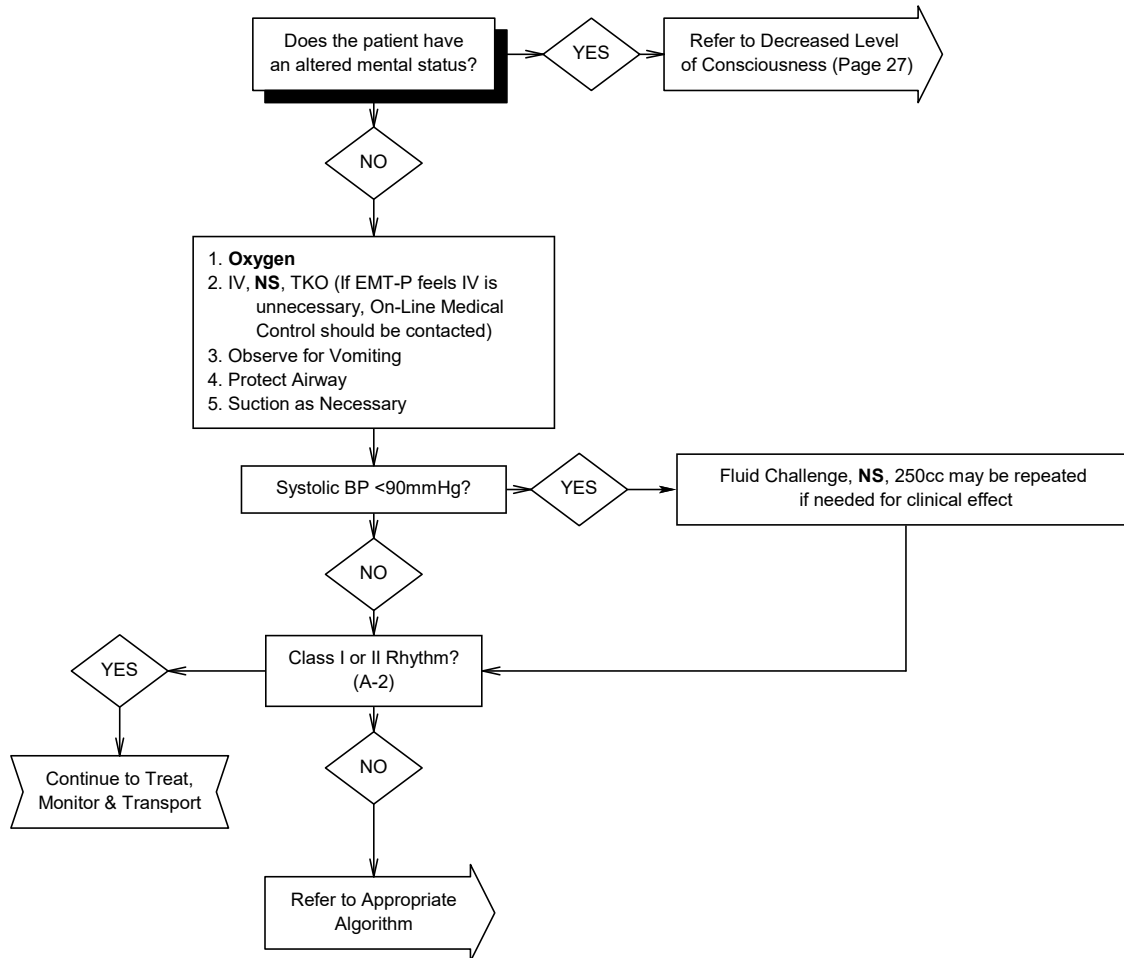 Does the patient have
an altered mental status?
YES
Refer to Decreased Level
of Consciousness (Page 27)
NO
1. Oxygen
2. IV, NS, TKO (If EMT-P feels IV is
unnecessary, On-Line Medical
Control should be contacted)
3. Observe for Vomiting
4. Protect Airway
5. Suction as Necessary
Systolic BP <90mmHg?
YES
Fluid Challenge, NS, 250cc may be repeated
if needed for clinical effect
NO
Class I or II Rhythm?
(A-2)
YES
Continue to Treat,
Monitor & Transport
NO
Refer to Appropriate
Algorithm